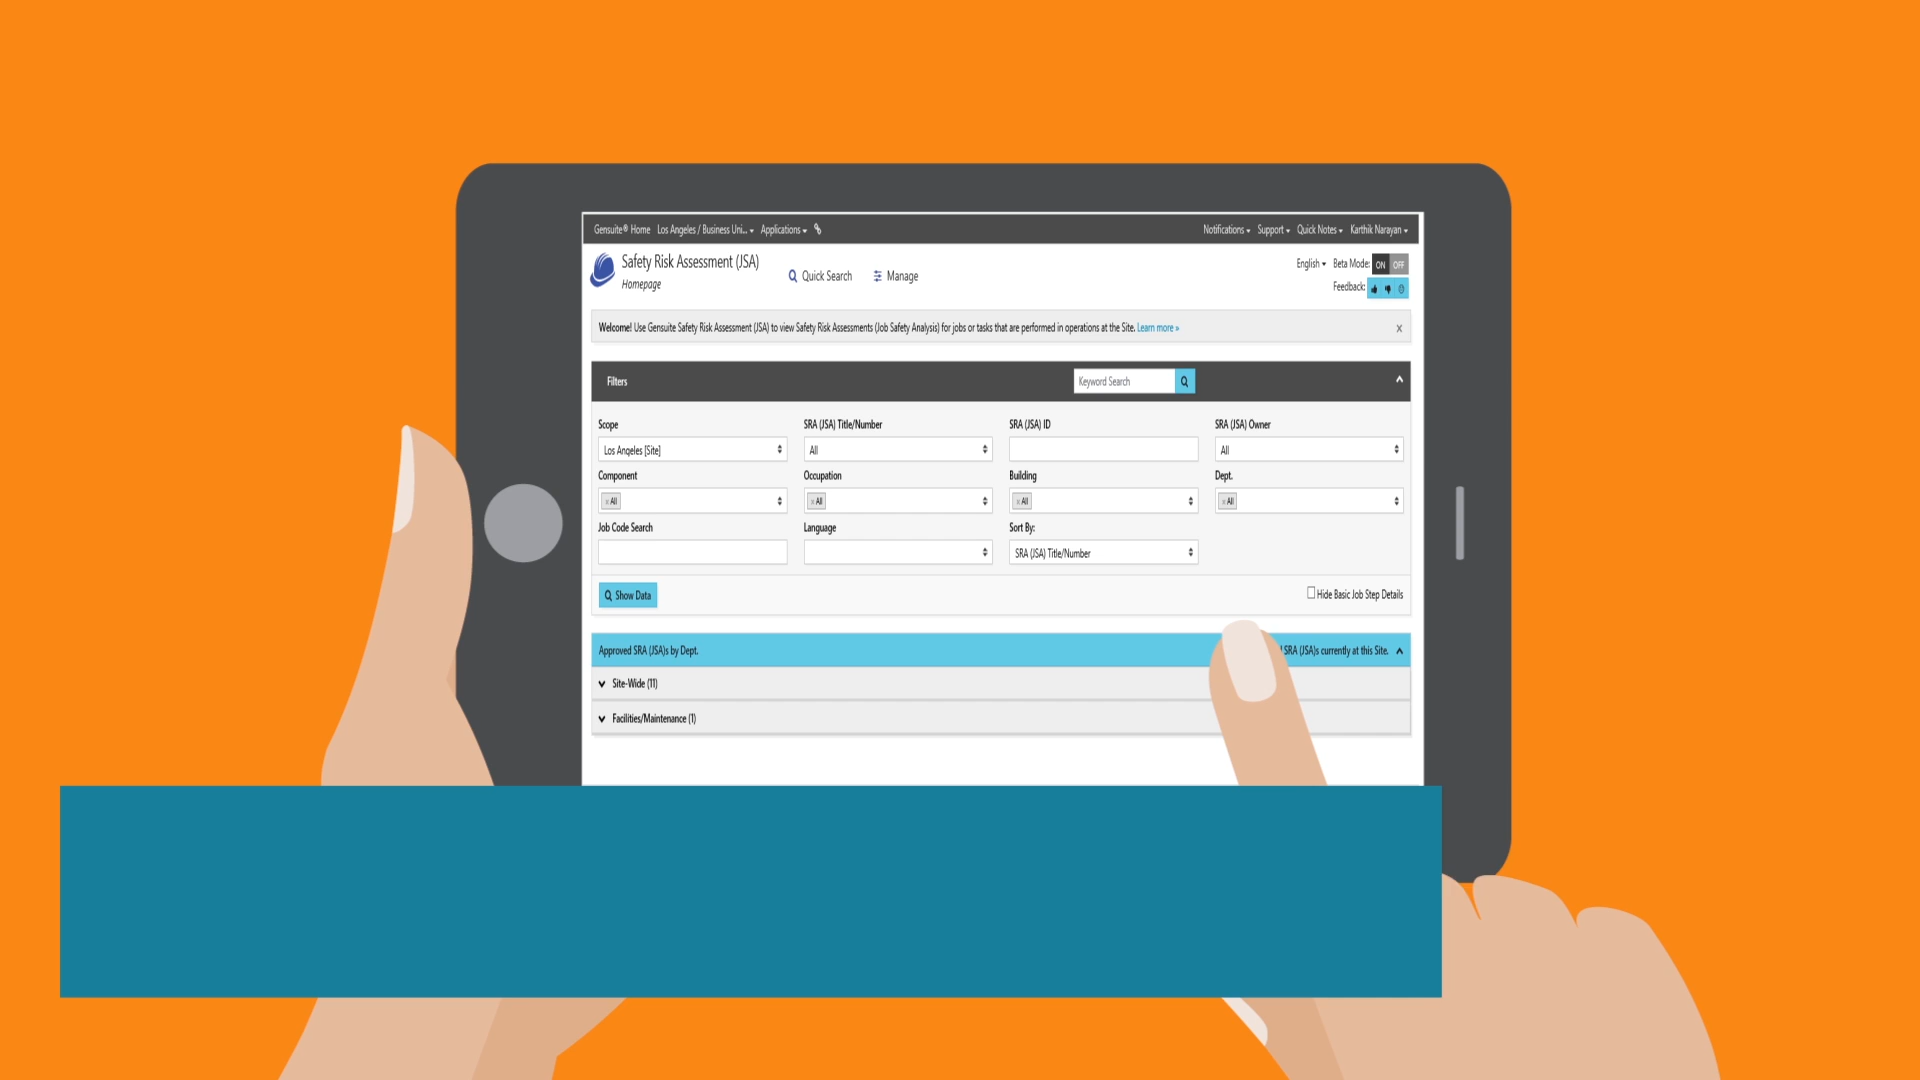 Gensuite® Home Los Angeles / Business Uni... Applications
Notifications Support Quick Notes Karthik Narayan
Safety Risk Assessment (JSA)
Homepage
Quick Search Manage
English Beta Mode: ON OFF
Feedback:
Welcome! Use Gensuite Safety Risk Assessment (JSA) to view Safety Risk Assessments (Job Safety Analysis) for jobs or tasks that are performed in operations at the Site. Learn more » x
Filters Keyword Search
Scope SRA (JSA) Title/Number SRA (JSA) ID SRA (JSA) Owner
Los Angeles [Site] All All
Component Occupation Building Dept.
× All × All × All × All
Job Code Search Language Sort By:
SRA (JSA) Title/Number
Show Data Hide Basic Job Step Details
Approved SRA (JSA)s by Dept. SRA (JSA)s currently at this Site.
Site-Wide (11)
Facilities/Maintenance (1)